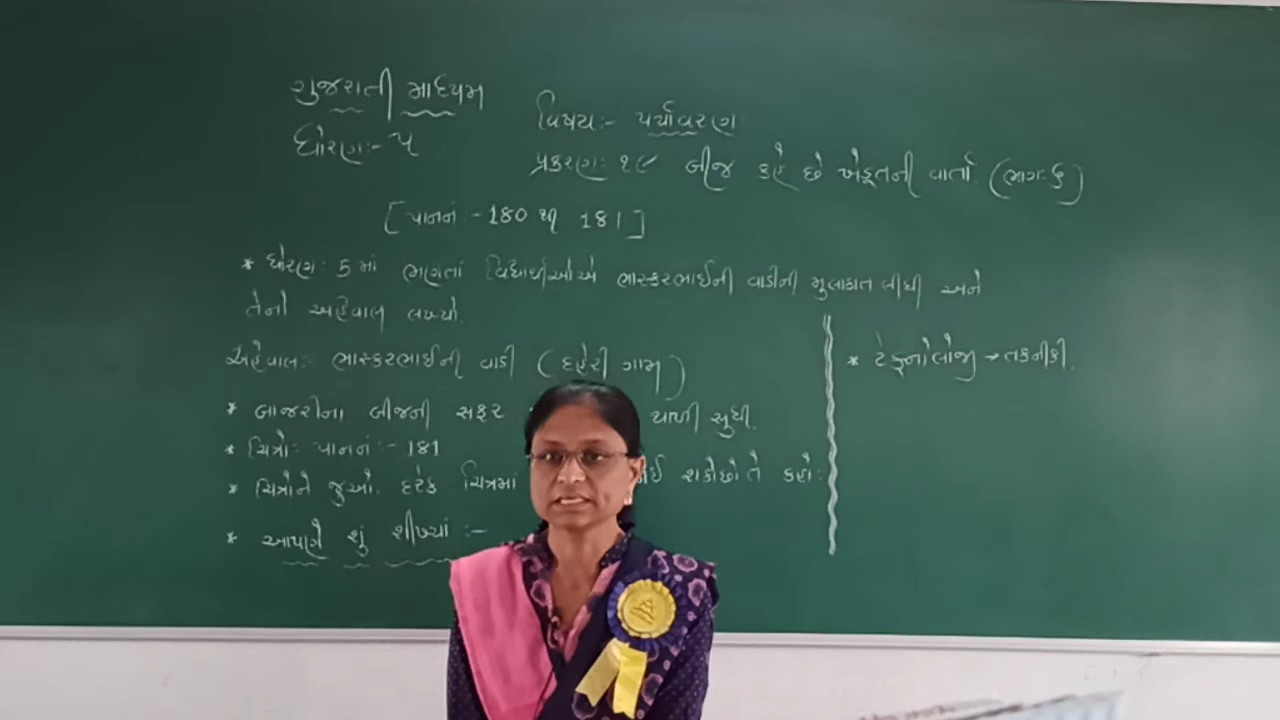 ગુજરાતી માધ્યમ
ધોરણ:- ૫
વિષય:- પર્યાવરણ
પ્રકરણ: ૧૯ બીજ કહે છે ખેડૂતની વાર્તા. (ભાગ: ૬)
[પાનનં :- 180 થી 181]
* ધોરણ: 5 માં ભણતાં વિદ્યાર્થીઓએ ભાસ્કરભાઈની વાડીની મુલાકાત લીધી અને
તેનો અહેવાલ લખ્યો.
અહેવાલ:- ભાસ્કરભાઈની વાડી (દહેરી ગામ)
* બાજરીના બીજની સફર થાળી સુધી.
* ચિત્રો: પાનનં :- 181
* ચિત્રોને જુઓ. દરેક ચિત્રમાં શકોછો તે કહો:
* આપણે શું શીખ્યાં :-
* ટેક્નોલોજી → તકનીકી.